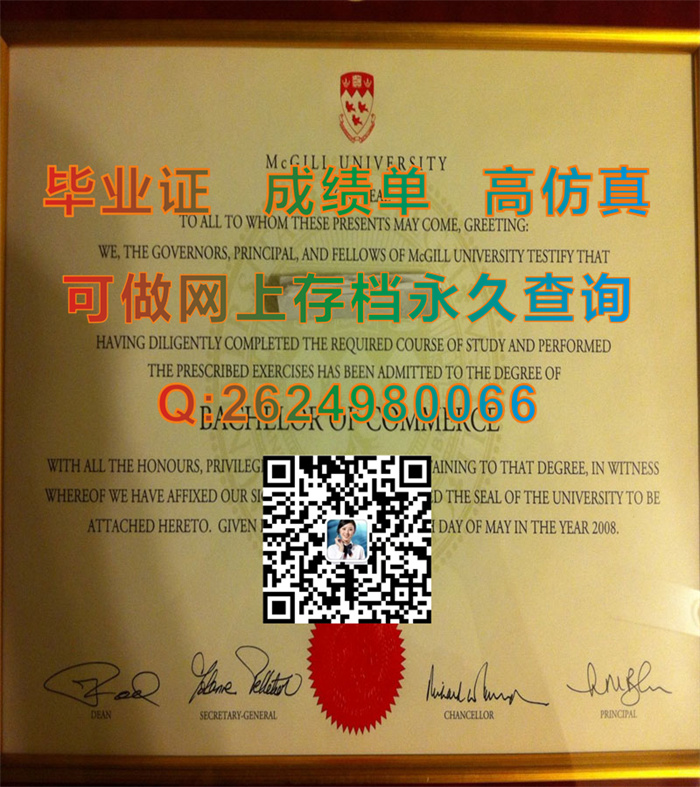 McGILL UNIVERSITY
毕业证 成绩单 高仿真
TO ALL TO WHOM THESE PRESENTS MAY COME, GREETING:
WE, THE GOVERNORS, PRINCIPAL, AND FELLOWS OF McGILL UNIVERSITY TESTIFY THAT
可做网上存档永久查询
HAVING DILIGENTLY COMPLETED THE REQUIRED COURSE OF STUDY AND PERFORMED
THE PRESCRIBED EXERCISES HAS BEEN ADMITTED TO THE DEGREE OF
Q:2624980066
BACHELOR OF COMMERCE
WITH ALL THE HONOURS, TO THAT DEGREE, IN WITNESS
WHEREOF WE HAVE AFFIXED OUR THE SEAL OF THE UNIVERSITY TO BE
ATTACHED HERETO. GIVEN DAY OF MAY IN THE YEAR 2008.
DEAN SECRETARY-GENERAL CHANCELLOR PRINCIPAL